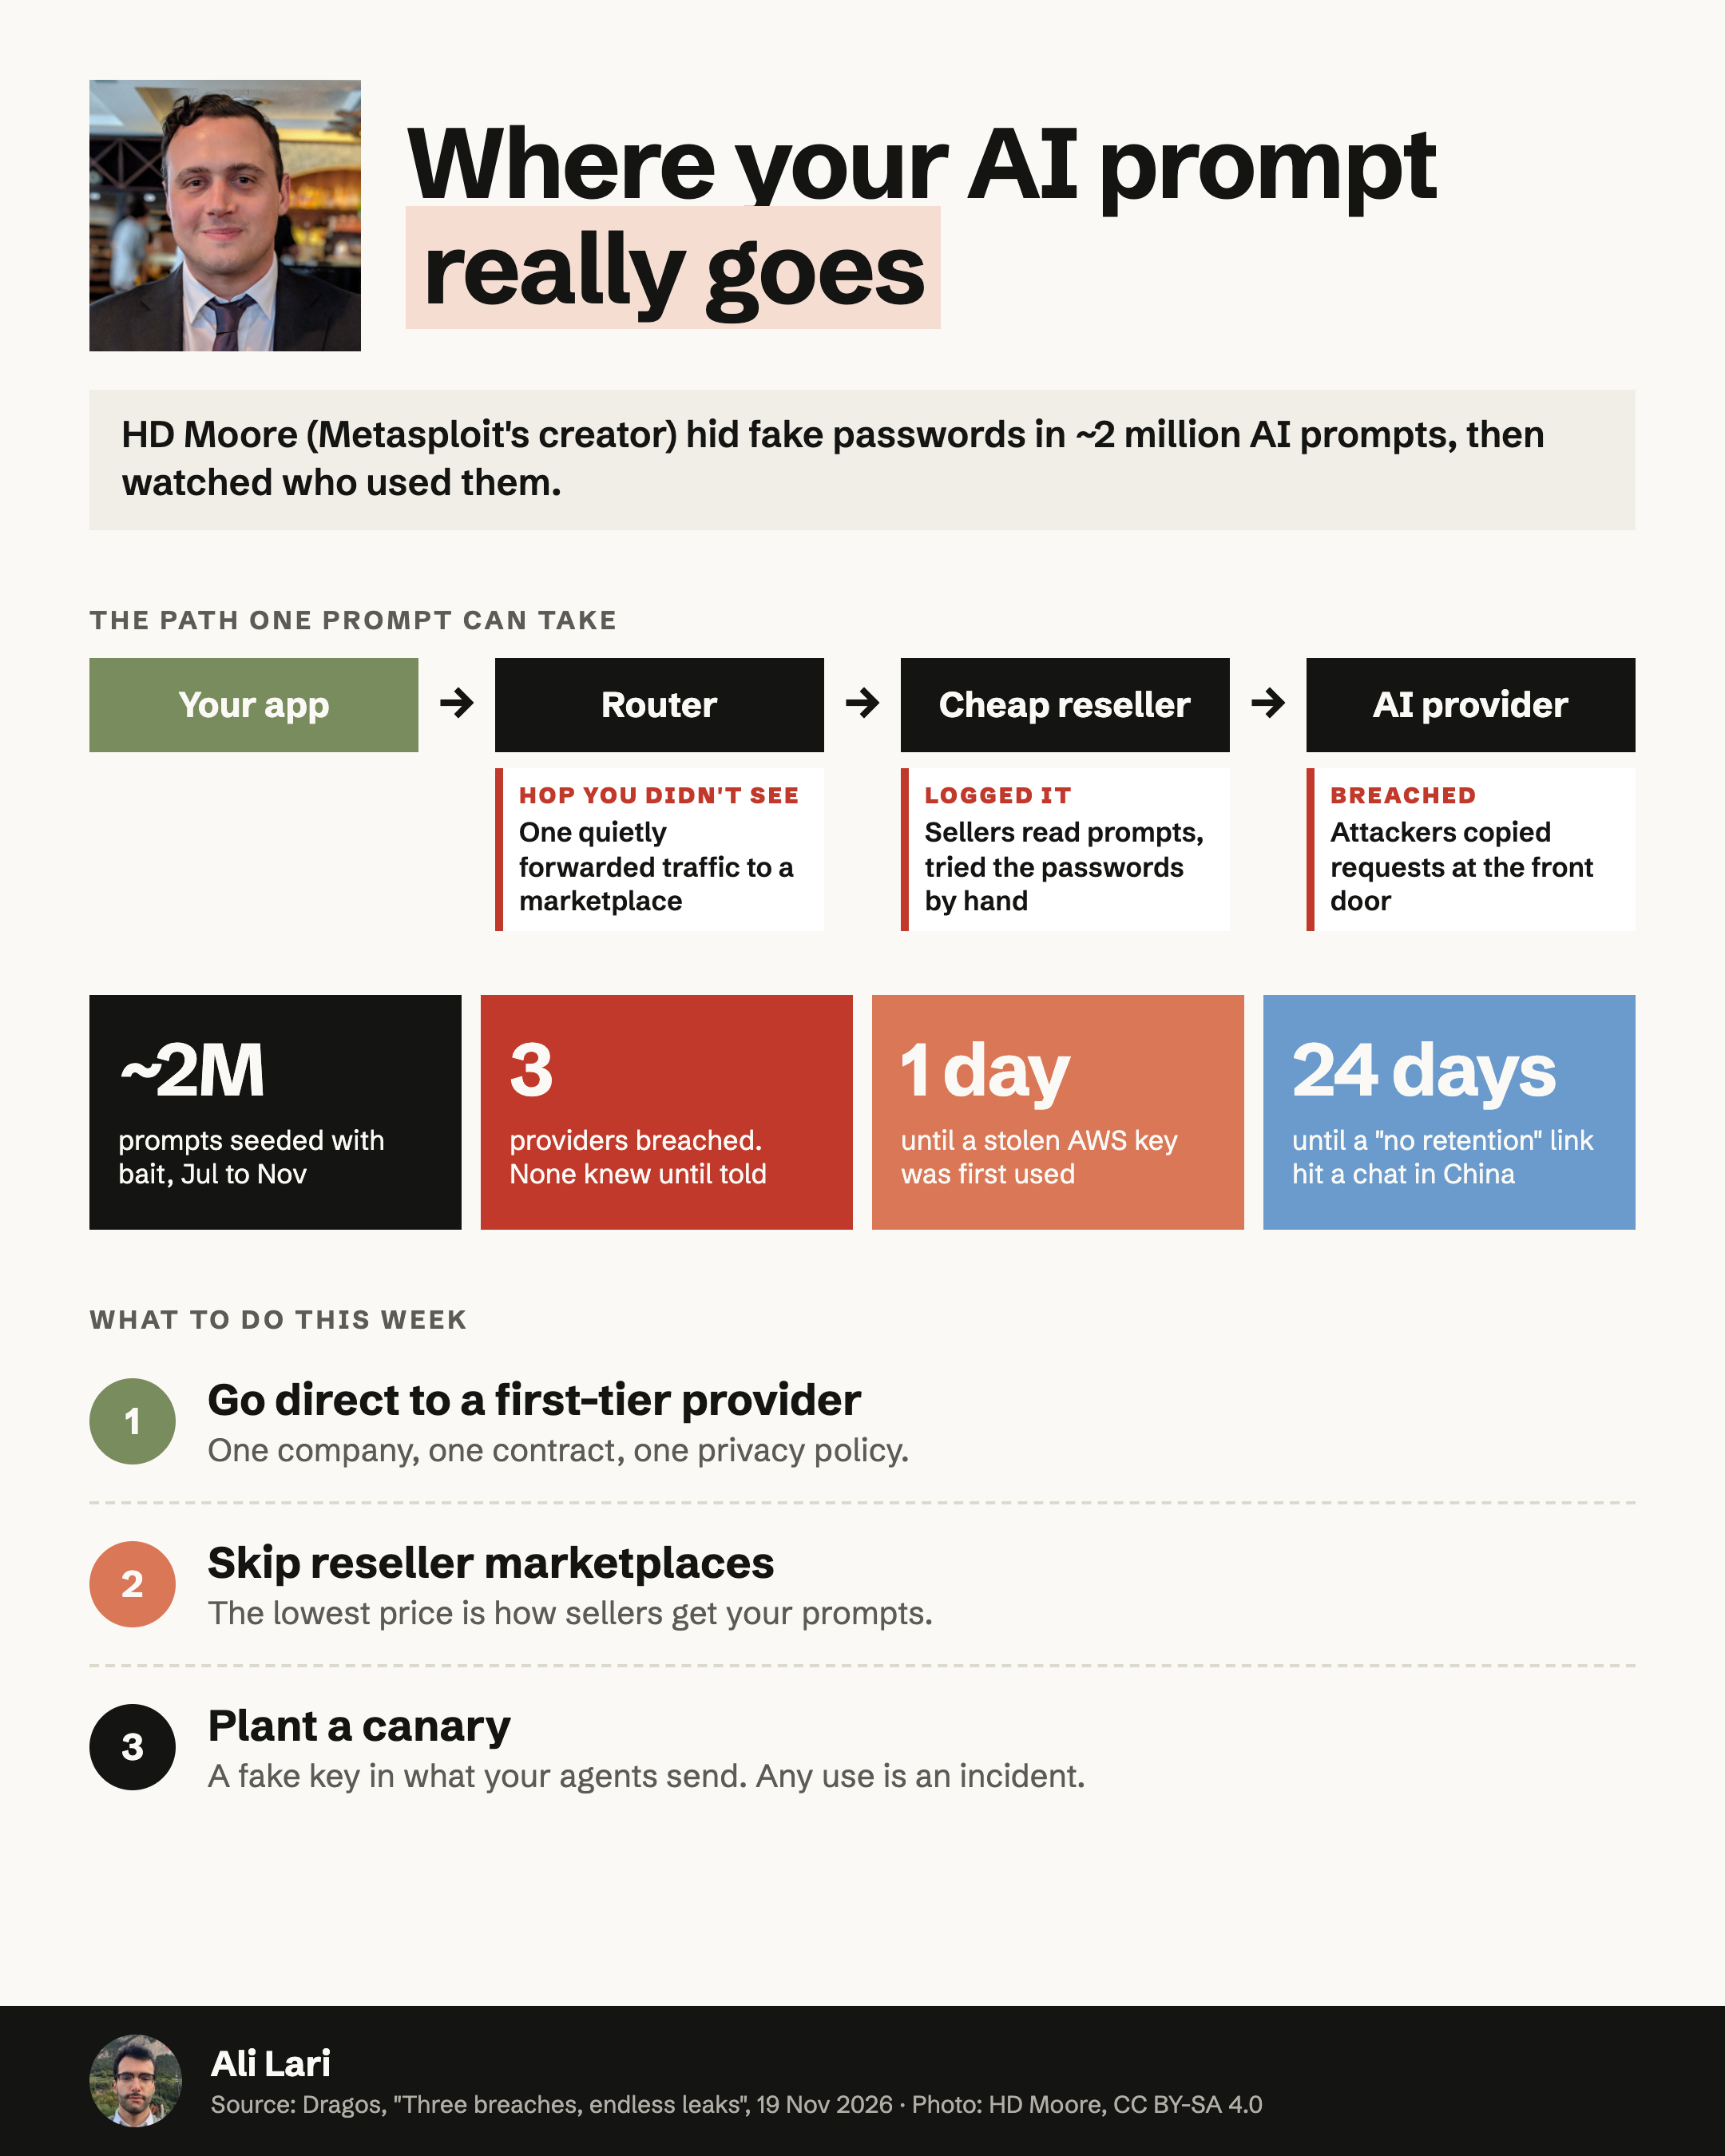 Where your AI prompt
really goes
HD Moore (Metasploit's creator) hid fake passwords in ~2 million AI prompts, then
watched who used them.
THE PATH ONE PROMPT CAN TAKE
Your app → Router → Cheap reseller → AI provider
HOP YOU DIDN'T SEE
One quietly
forwarded traffic to a
marketplace
LOGGED IT
Sellers read prompts,
tried the passwords
by hand
BREACHED
Attackers copied
requests at the front
door
~2M
prompts seeded with
bait, Jul to Nov
3
providers breached.
None knew until told
1 day
until a stolen AWS key
was first used
24 days
until a "no retention" link
hit a chat in China
WHAT TO DO THIS WEEK
1
Go direct to a first-tier provider
One company, one contract, one privacy policy.
2
Skip reseller marketplaces
The lowest price is how sellers get your prompts.
3
Plant a canary
A fake key in what your agents send. Any use is an incident.
Ali Lari
Source: Dragos, "Three breaches, endless leaks", 19 Nov 2026 · Photo: HD Moore, CC BY-SA 4.0